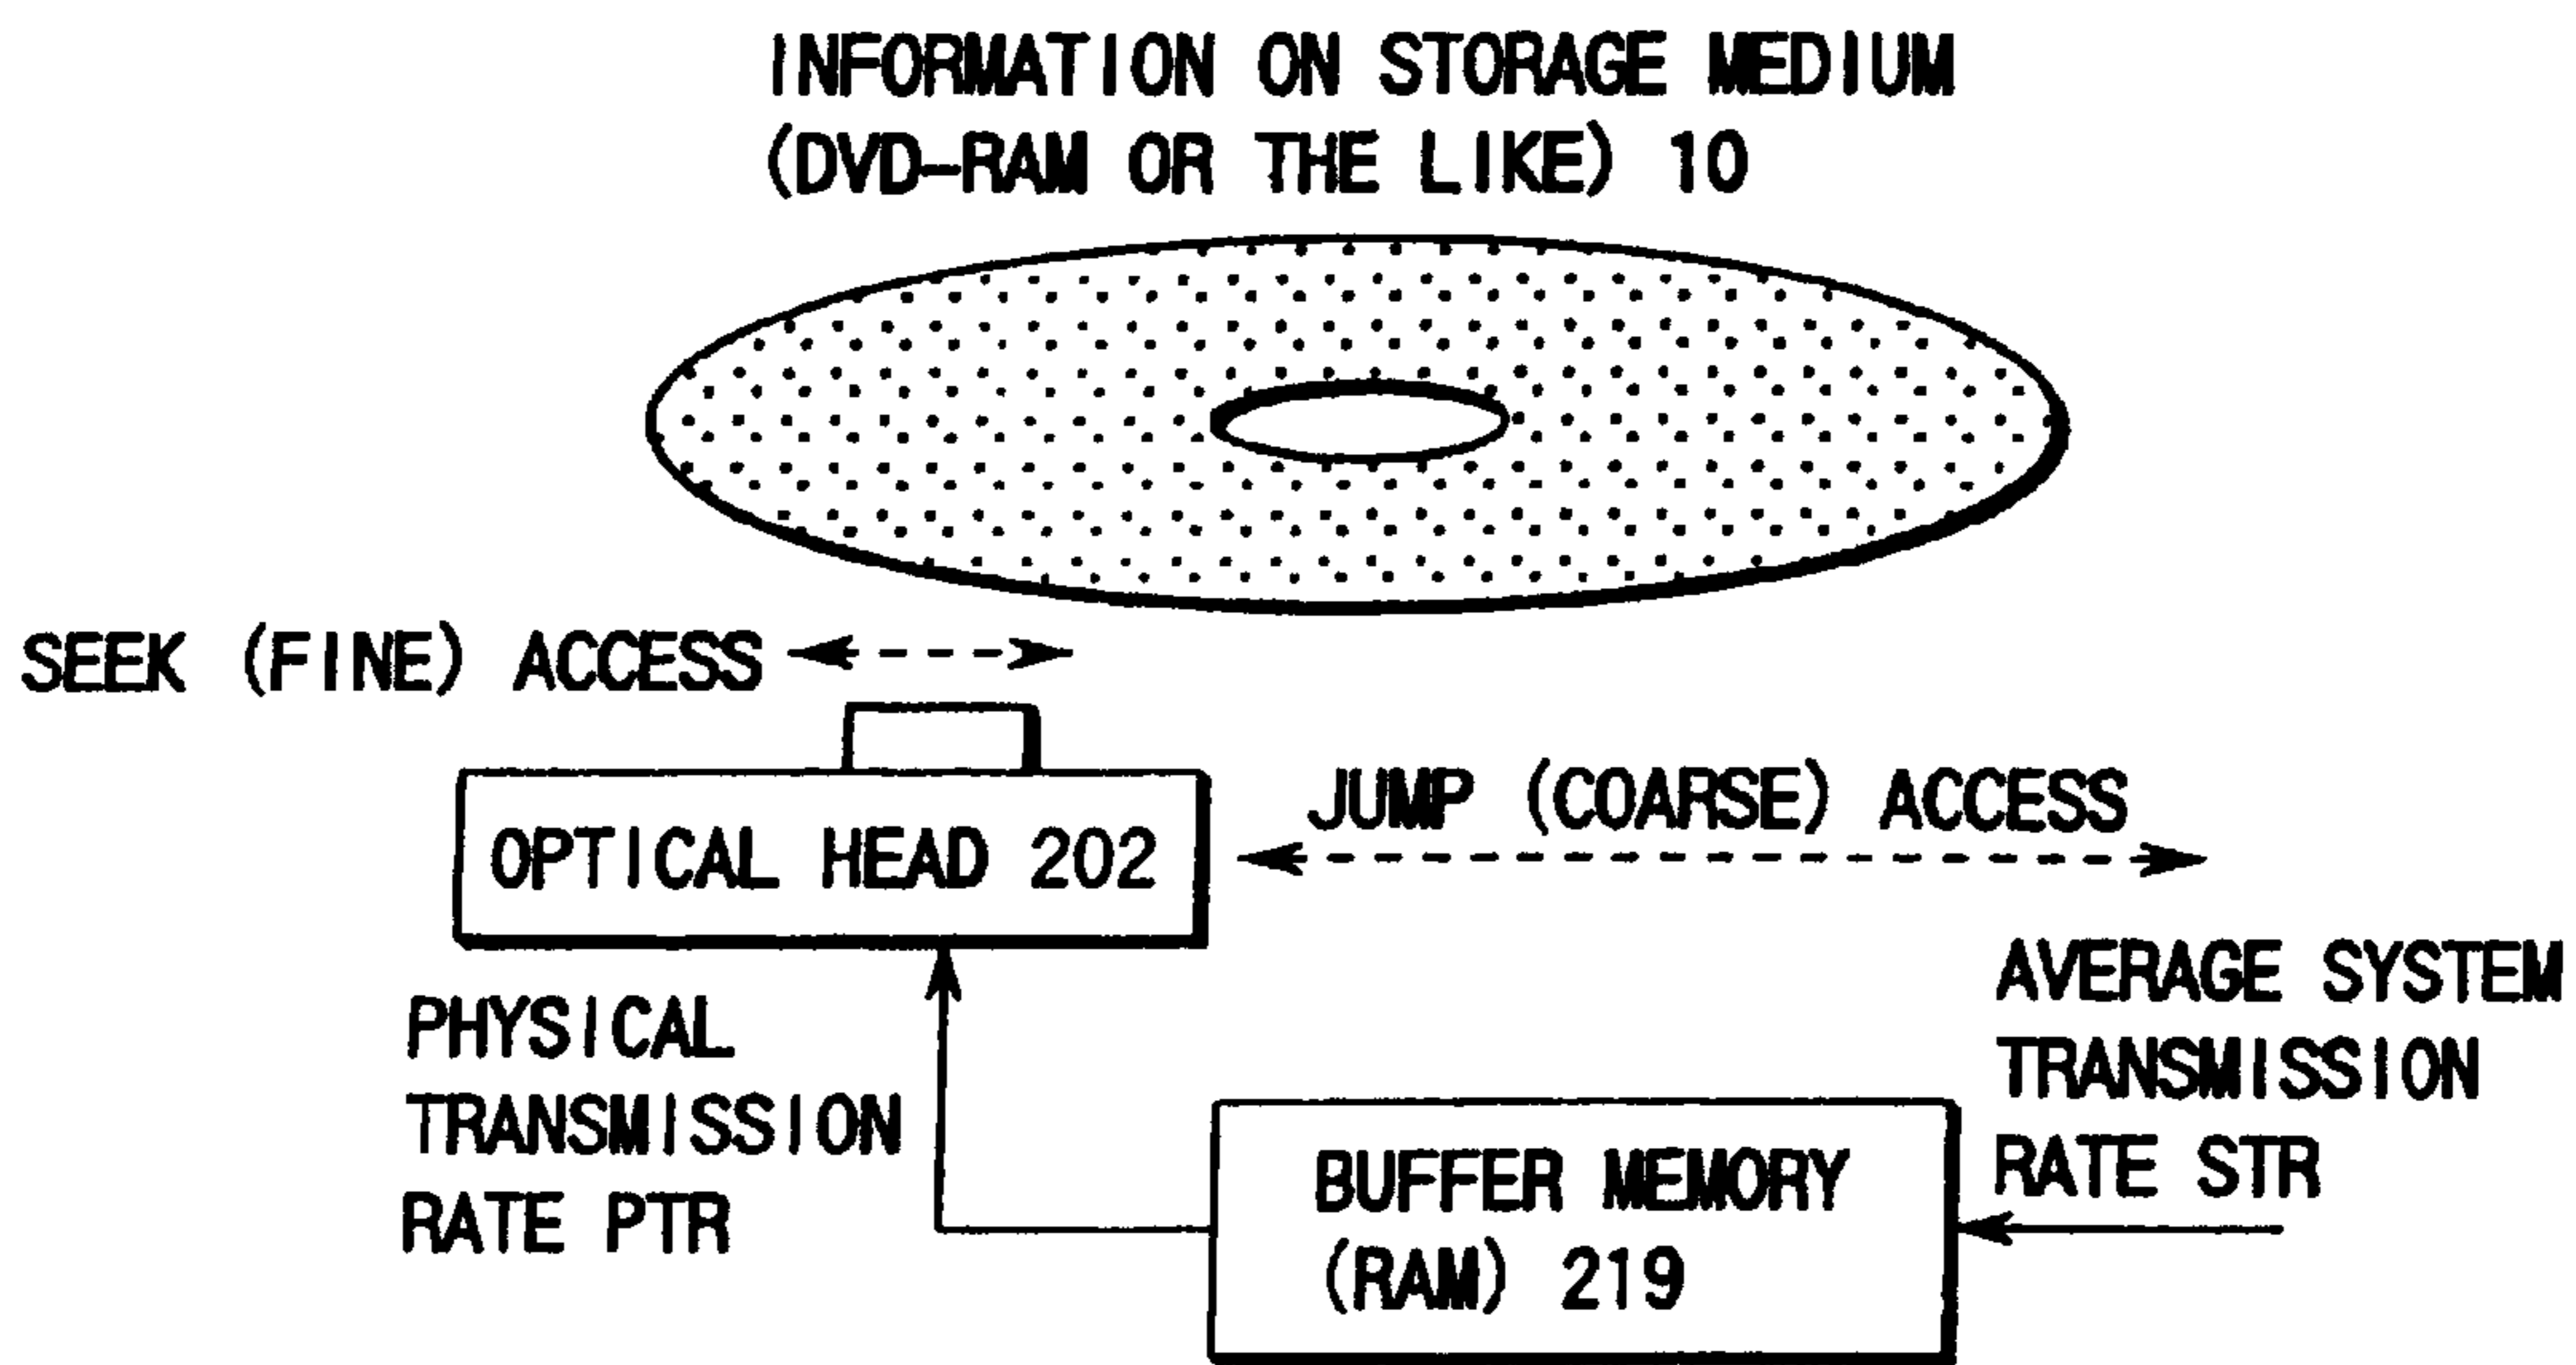 INFORMATION ON STORAGE MEDIUM
(DVD-RAM OR THE LIKE) 10
SEEK (FINE) ACCESS
OPTICAL HEAD 202
JUMP (COARSE) ACCESS
PHYSICAL
TRANSMISSION
RATE PTR
BUFFER MEMORY
(RAM) 219
AVERAGE SYSTEM
TRANSMISSION
RATE STR